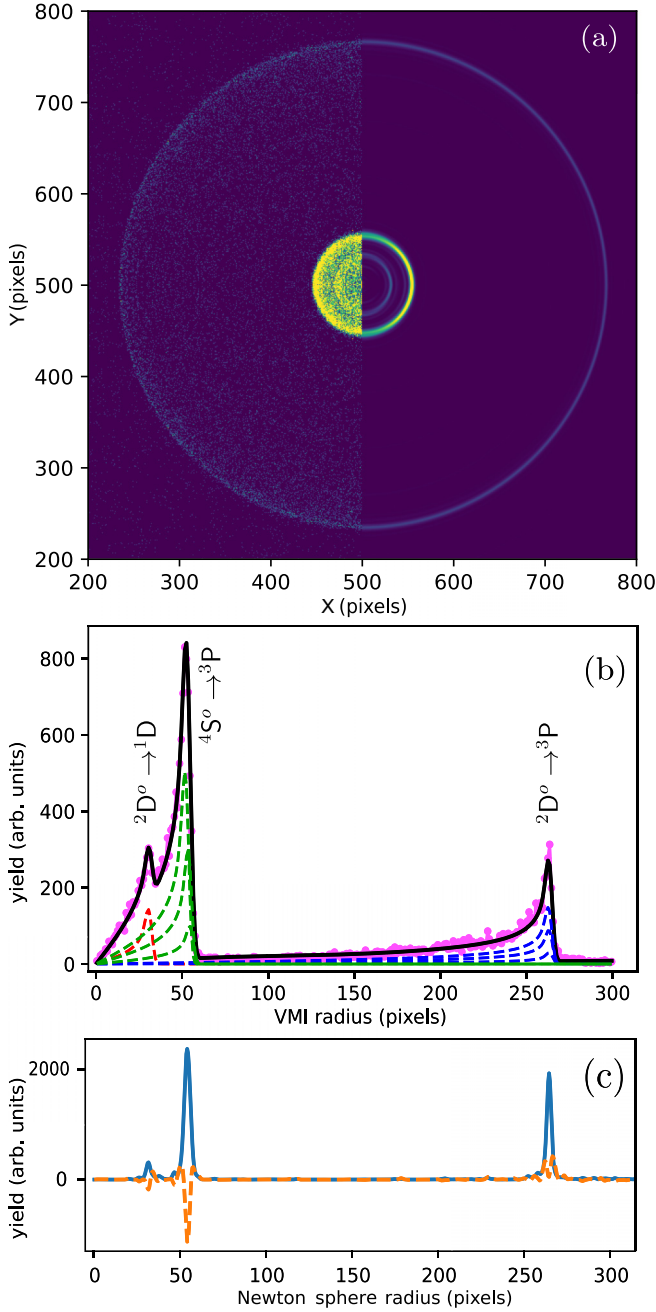 800
(a)
700
600
Y (pixels)
500
400
300
200
200 300 400 500 600 700 800
X (pixels)
(b)
800
²Dᵒ → ¹D
⁴Sᵒ → ³P
²Dᵒ → ³P
yield (arb. units)
600
400
200
0
0 50 100 150 200 250 300
VMI radius (pixels)
(c)
2000
yield (arb. units)
0
0 50 100 150 200 250 300
Newton sphere radius (pixels)